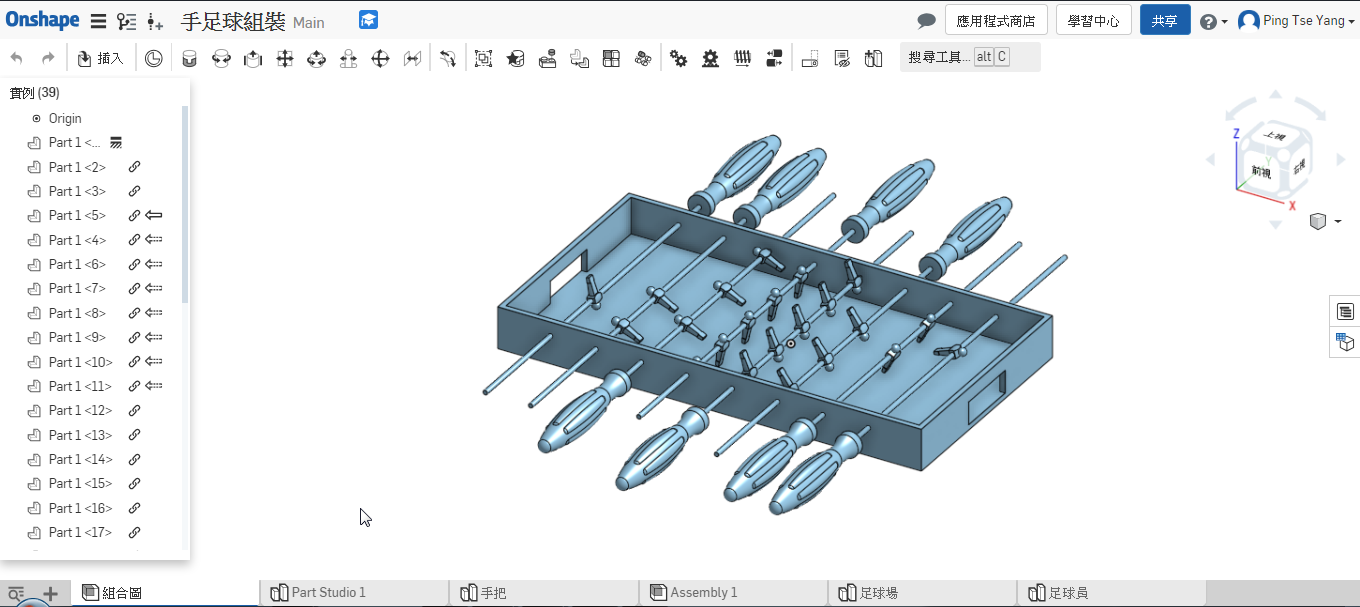 Onshape 手足球組裝 Main 應用程式商店 學習中心 共享 Ping Tse Yang
插入 搜尋工具... alt C
實例 (39)
Origin
Part 1 <...
Part 1 <2>
Part 1 <3>
Part 1 <5>
Part 1 <4>
Part 1 <6>
Part 1 <7>
Part 1 <8>
Part 1 <9>
Part 1 <10>
Part 1 <11>
Part 1 <12>
Part 1 <13>
Part 1 <14>
Part 1 <15>
Part 1 <16>
Part 1 <17>
Z
上視
Y
前視
右視
X
組合圖 Part Studio 1 手把 Assembly 1 足球場 足球員